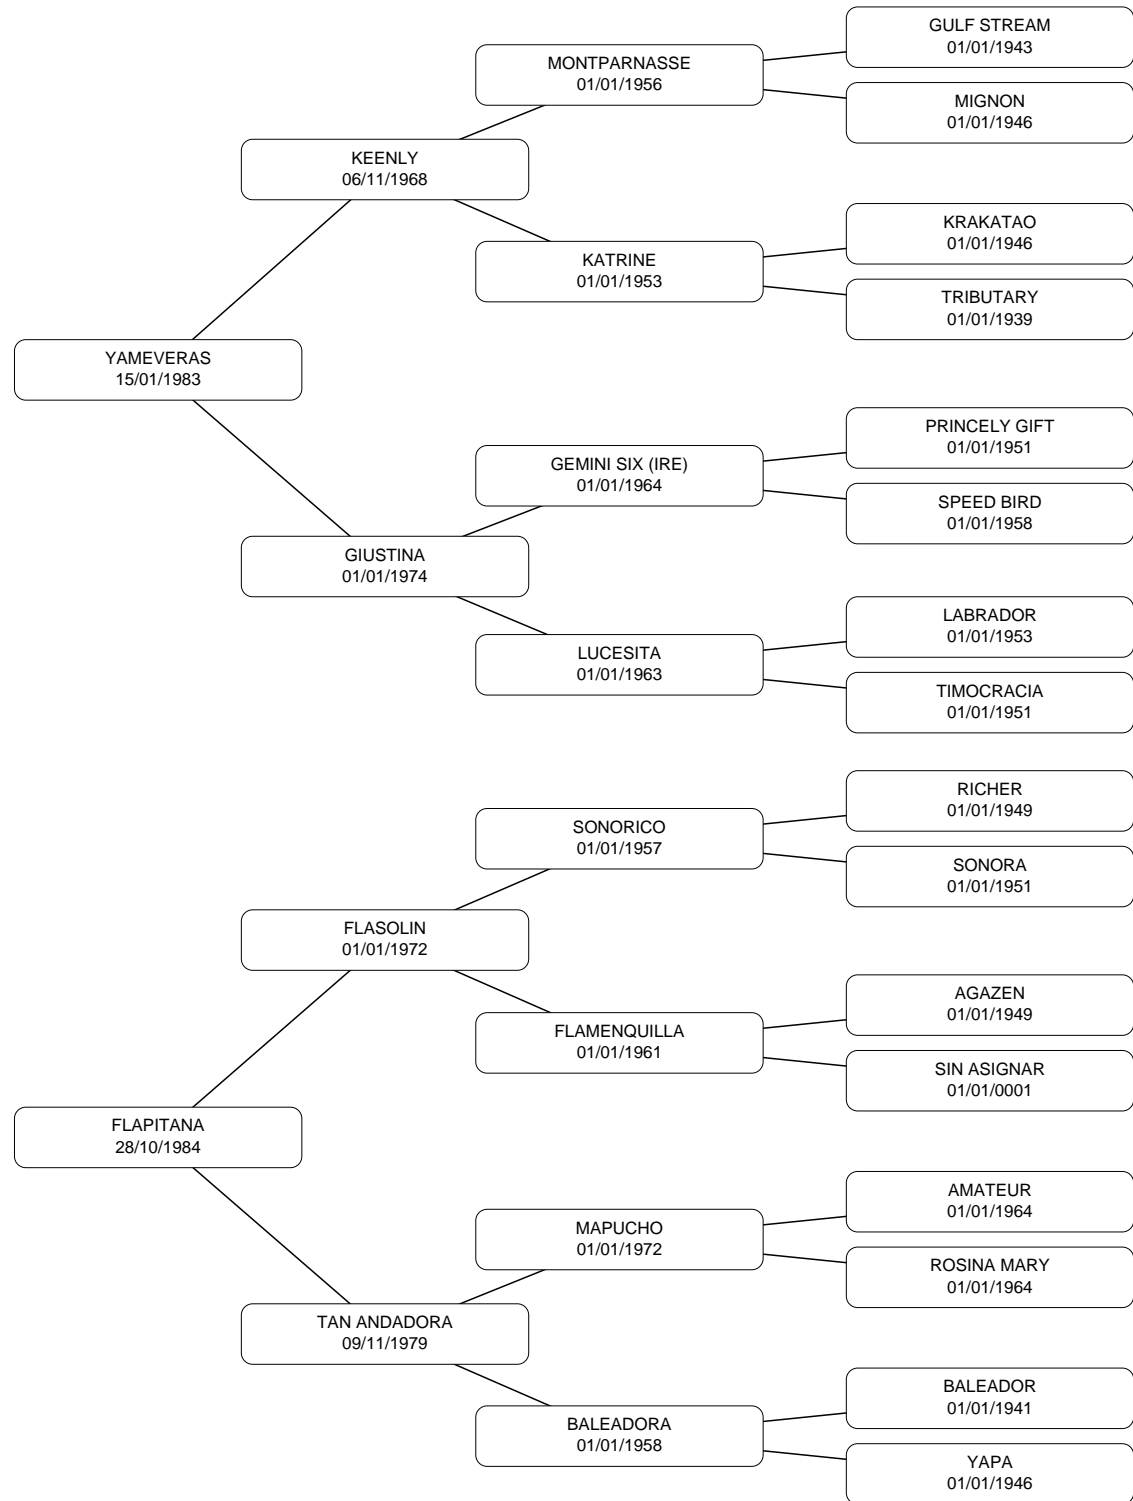 GULF STREAM
01/01/1943
MONTPARNASSE
01/01/1956
MIGNON
01/01/1946
KEENLY
06/11/1968
KRAKATAO
01/01/1946
KATRINE
01/01/1953
TRIBUTARY
01/01/1939
YAMEVERAS
15/01/1983
PRINCELY GIFT
01/01/1951
GEMINI SIX (IRE)
01/01/1964
SPEED BIRD
01/01/1958
GIUSTINA
01/01/1974
LABRADOR
01/01/1953
LUCESITA
01/01/1963
TIMOCRACIA
01/01/1951
RICHER
01/01/1949
SONORICO
01/01/1957
SONORA
01/01/1951
FLASOLIN
01/01/1972
AGAZEN
01/01/1949
FLAMENQUILLA
01/01/1961
SIN ASIGNAR
01/01/0001
FLAPITANA
28/10/1984
AMATEUR
01/01/1964
MAPUCHO
01/01/1972
ROSINA MARY
01/01/1964
TAN ANDADORA
09/11/1979
BALEADOR
01/01/1941
BALEADORA
01/01/1958
YAPA
01/01/1946